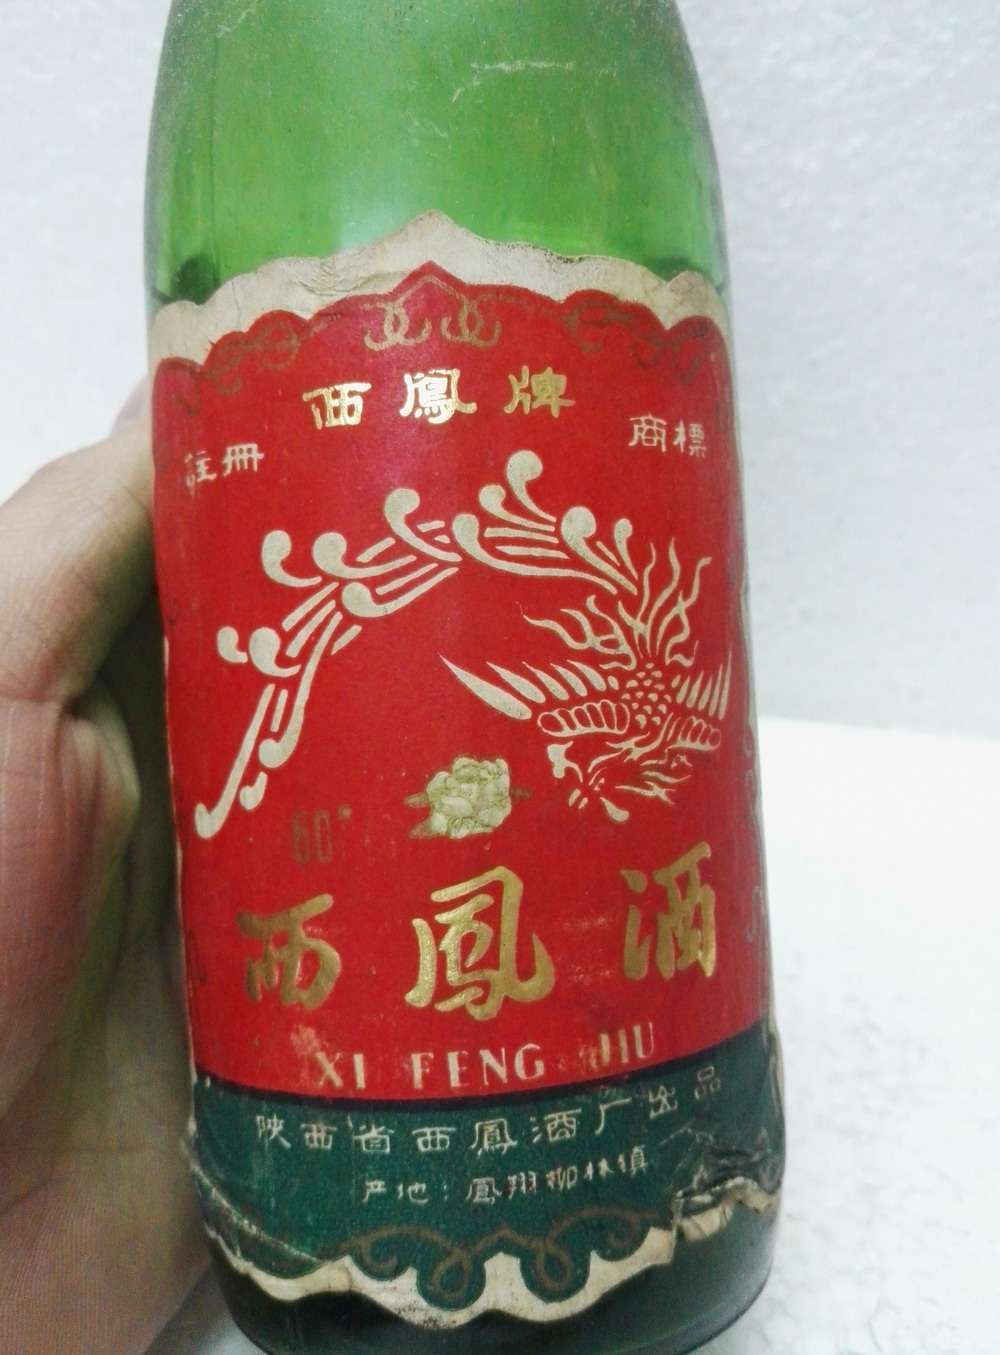 西鳳牌
註冊 商標
60°
西鳳酒
XI FENG JIU
陕西省西鳳酒厂出品
产地:鳳翔柳林镇